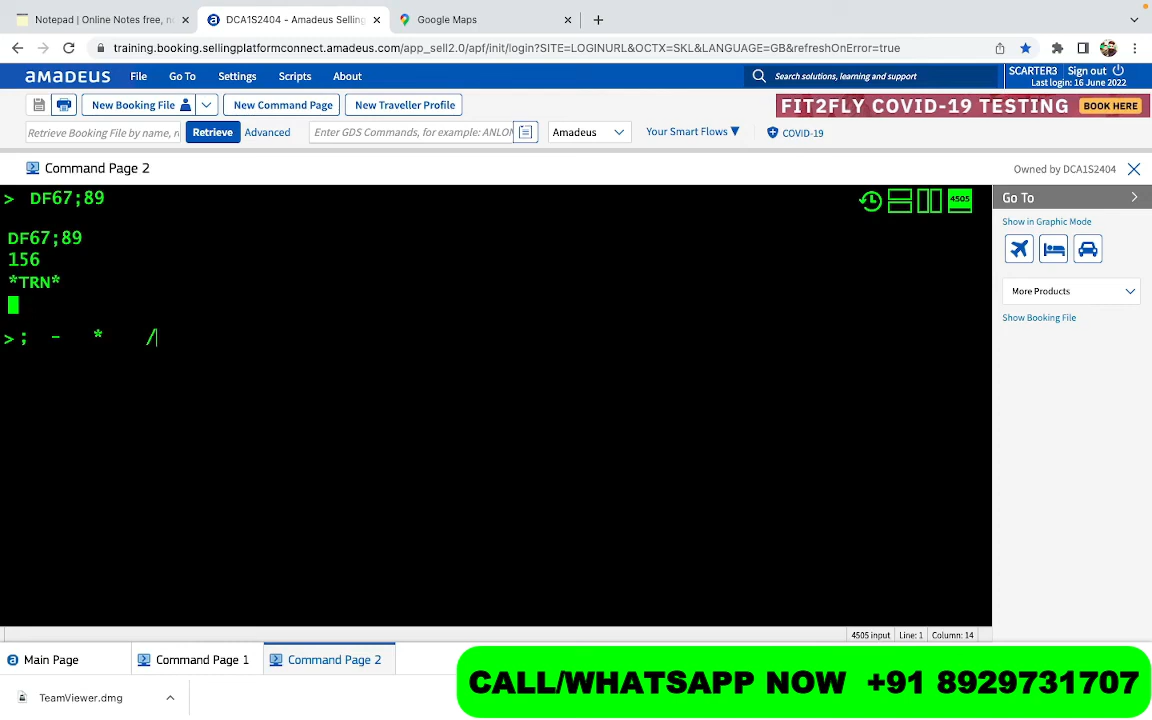 Notepad | Online Notes free, no
DCA1S2404 - Amadeus Selling
Google Maps
training.booking.sellingplatformconnect.amadeus.com/app_sell2.0/apf/init/login?SITE=LOGINURL&OCTX=SKL&LANGUAGE=GB&refreshOnError=true
aMaDEUS File Go To Settings Scripts About
Search solutions, learning and support
SCARTER3 Sign out
Last login: 16 June 2022
New Booking File New Command Page New Traveller Profile
FIT2FLY COVID-19 TESTING BOOK HERE
Retrieve Booking File by name, r Retrieve Advanced Enter GDS Commands, for example: ANLON Amadeus Your Smart Flows COVID-19
Command Page 2
Owned by DCA1S2404
> DF67;89
4505
Go To
Show in Graphic Mode
DF67;89
156
*TRN*
More Products
Show Booking File
>; - * /
4505 input Line: 1 Column: 14
Main Page Command Page 1 Command Page 2
CALL/WHATSAPP NOW +91 8929731707
TeamViewer.dmg